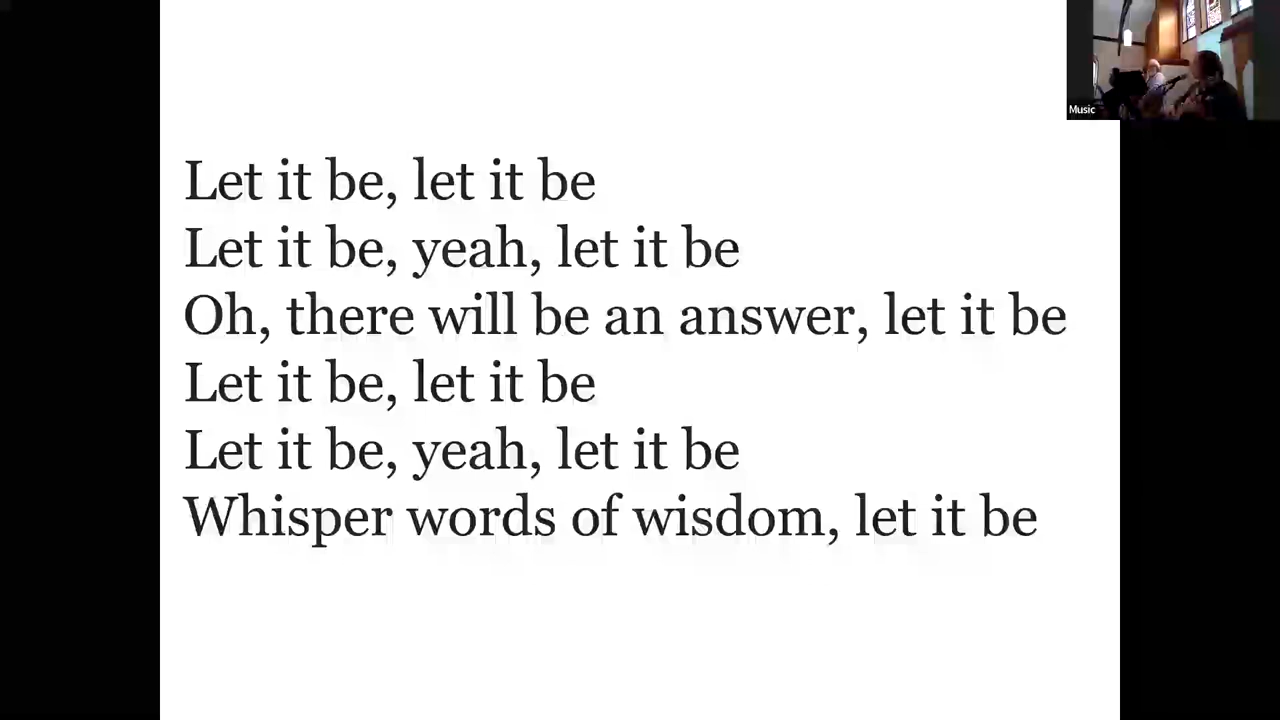 Music
Let it be, let it be
Let it be, yeah, let it be
Oh, there will be an answer, let it be
Let it be, let it be
Let it be, yeah, let it be
Whisper words of wisdom, let it be